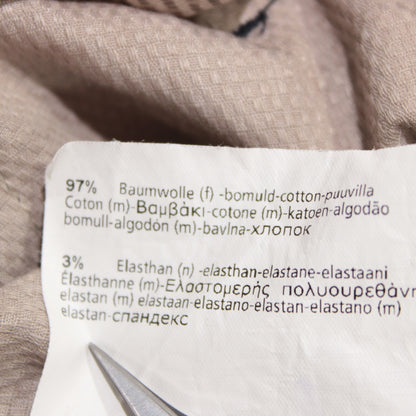 97% Baumwolle (f) -bomuld-cotton-puuvilla
Coton (m)-Βαμβάκι-cotone (m)-katoen-algodão
bomull-algodón (m)-bavlna-хлопок
3% Elasthan (n) -elasthan-elastane-elastaani
Élasthanne (m)-Ελαστομερής πολυουρεθάνη
elastan (m) elastaan-elastano-elastan-elastano (m)
elastan-спандекс